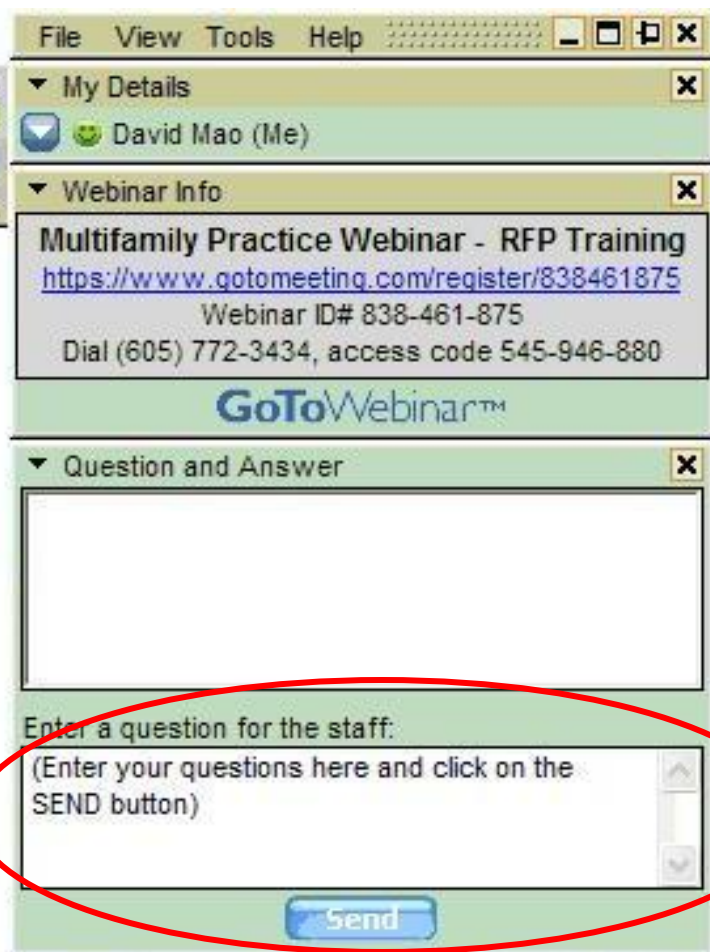 File View Tools Help
My Details
David Mao (Me)
Webinar Info
Multifamily Practice Webinar - RFP Training
https://www.gotomeeting.com/register/838461875
Webinar ID# 838-461-875
Dial (605) 772-3434, access code 545-946-880
GoToWebinar™
Question and Answer
Enter a question for the staff:
(Enter your questions here and click on the
SEND button)
Send